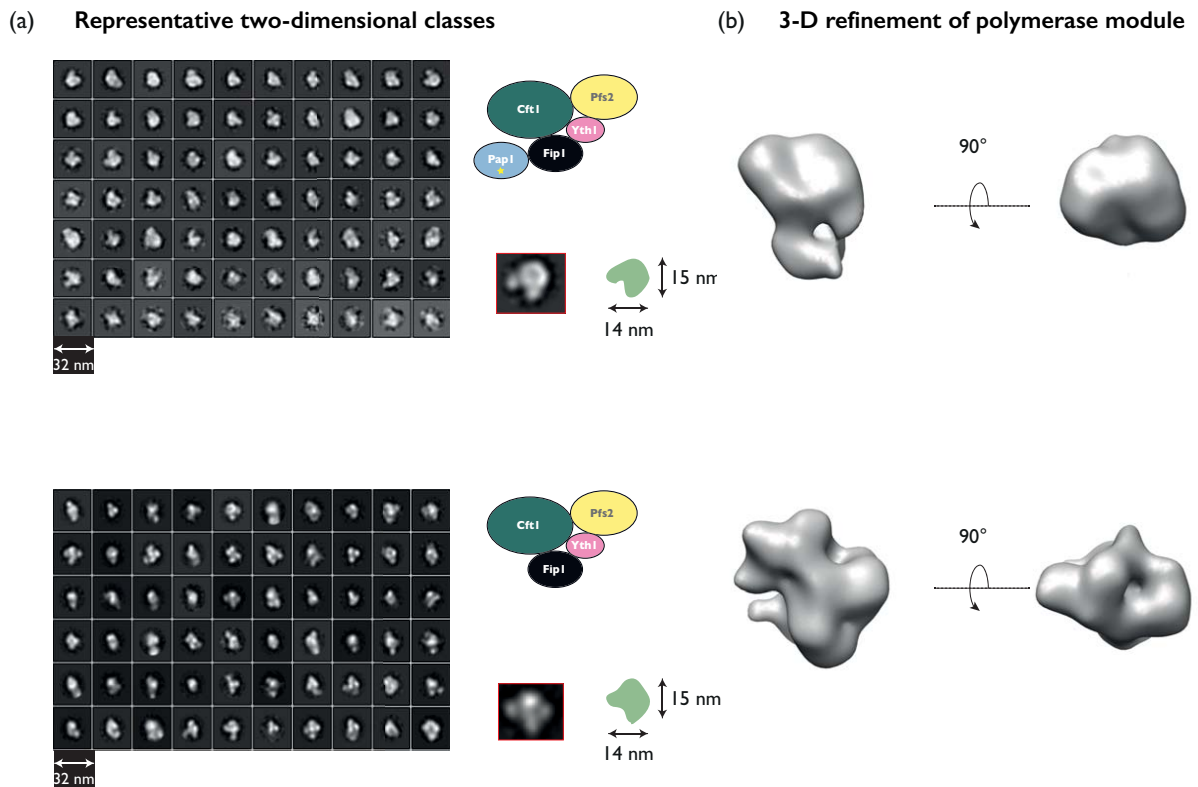 (a) Representative two-dimensional classes
(b) 3-D refinement of polymerase module
Cft1
Pfs2
Yth1
Fip1
Pap1
90°
15 nm
14 nm
32 nm
Cft1
Pfs2
Yth1
Fip1
90°
15 nm
14 nm
32 nm